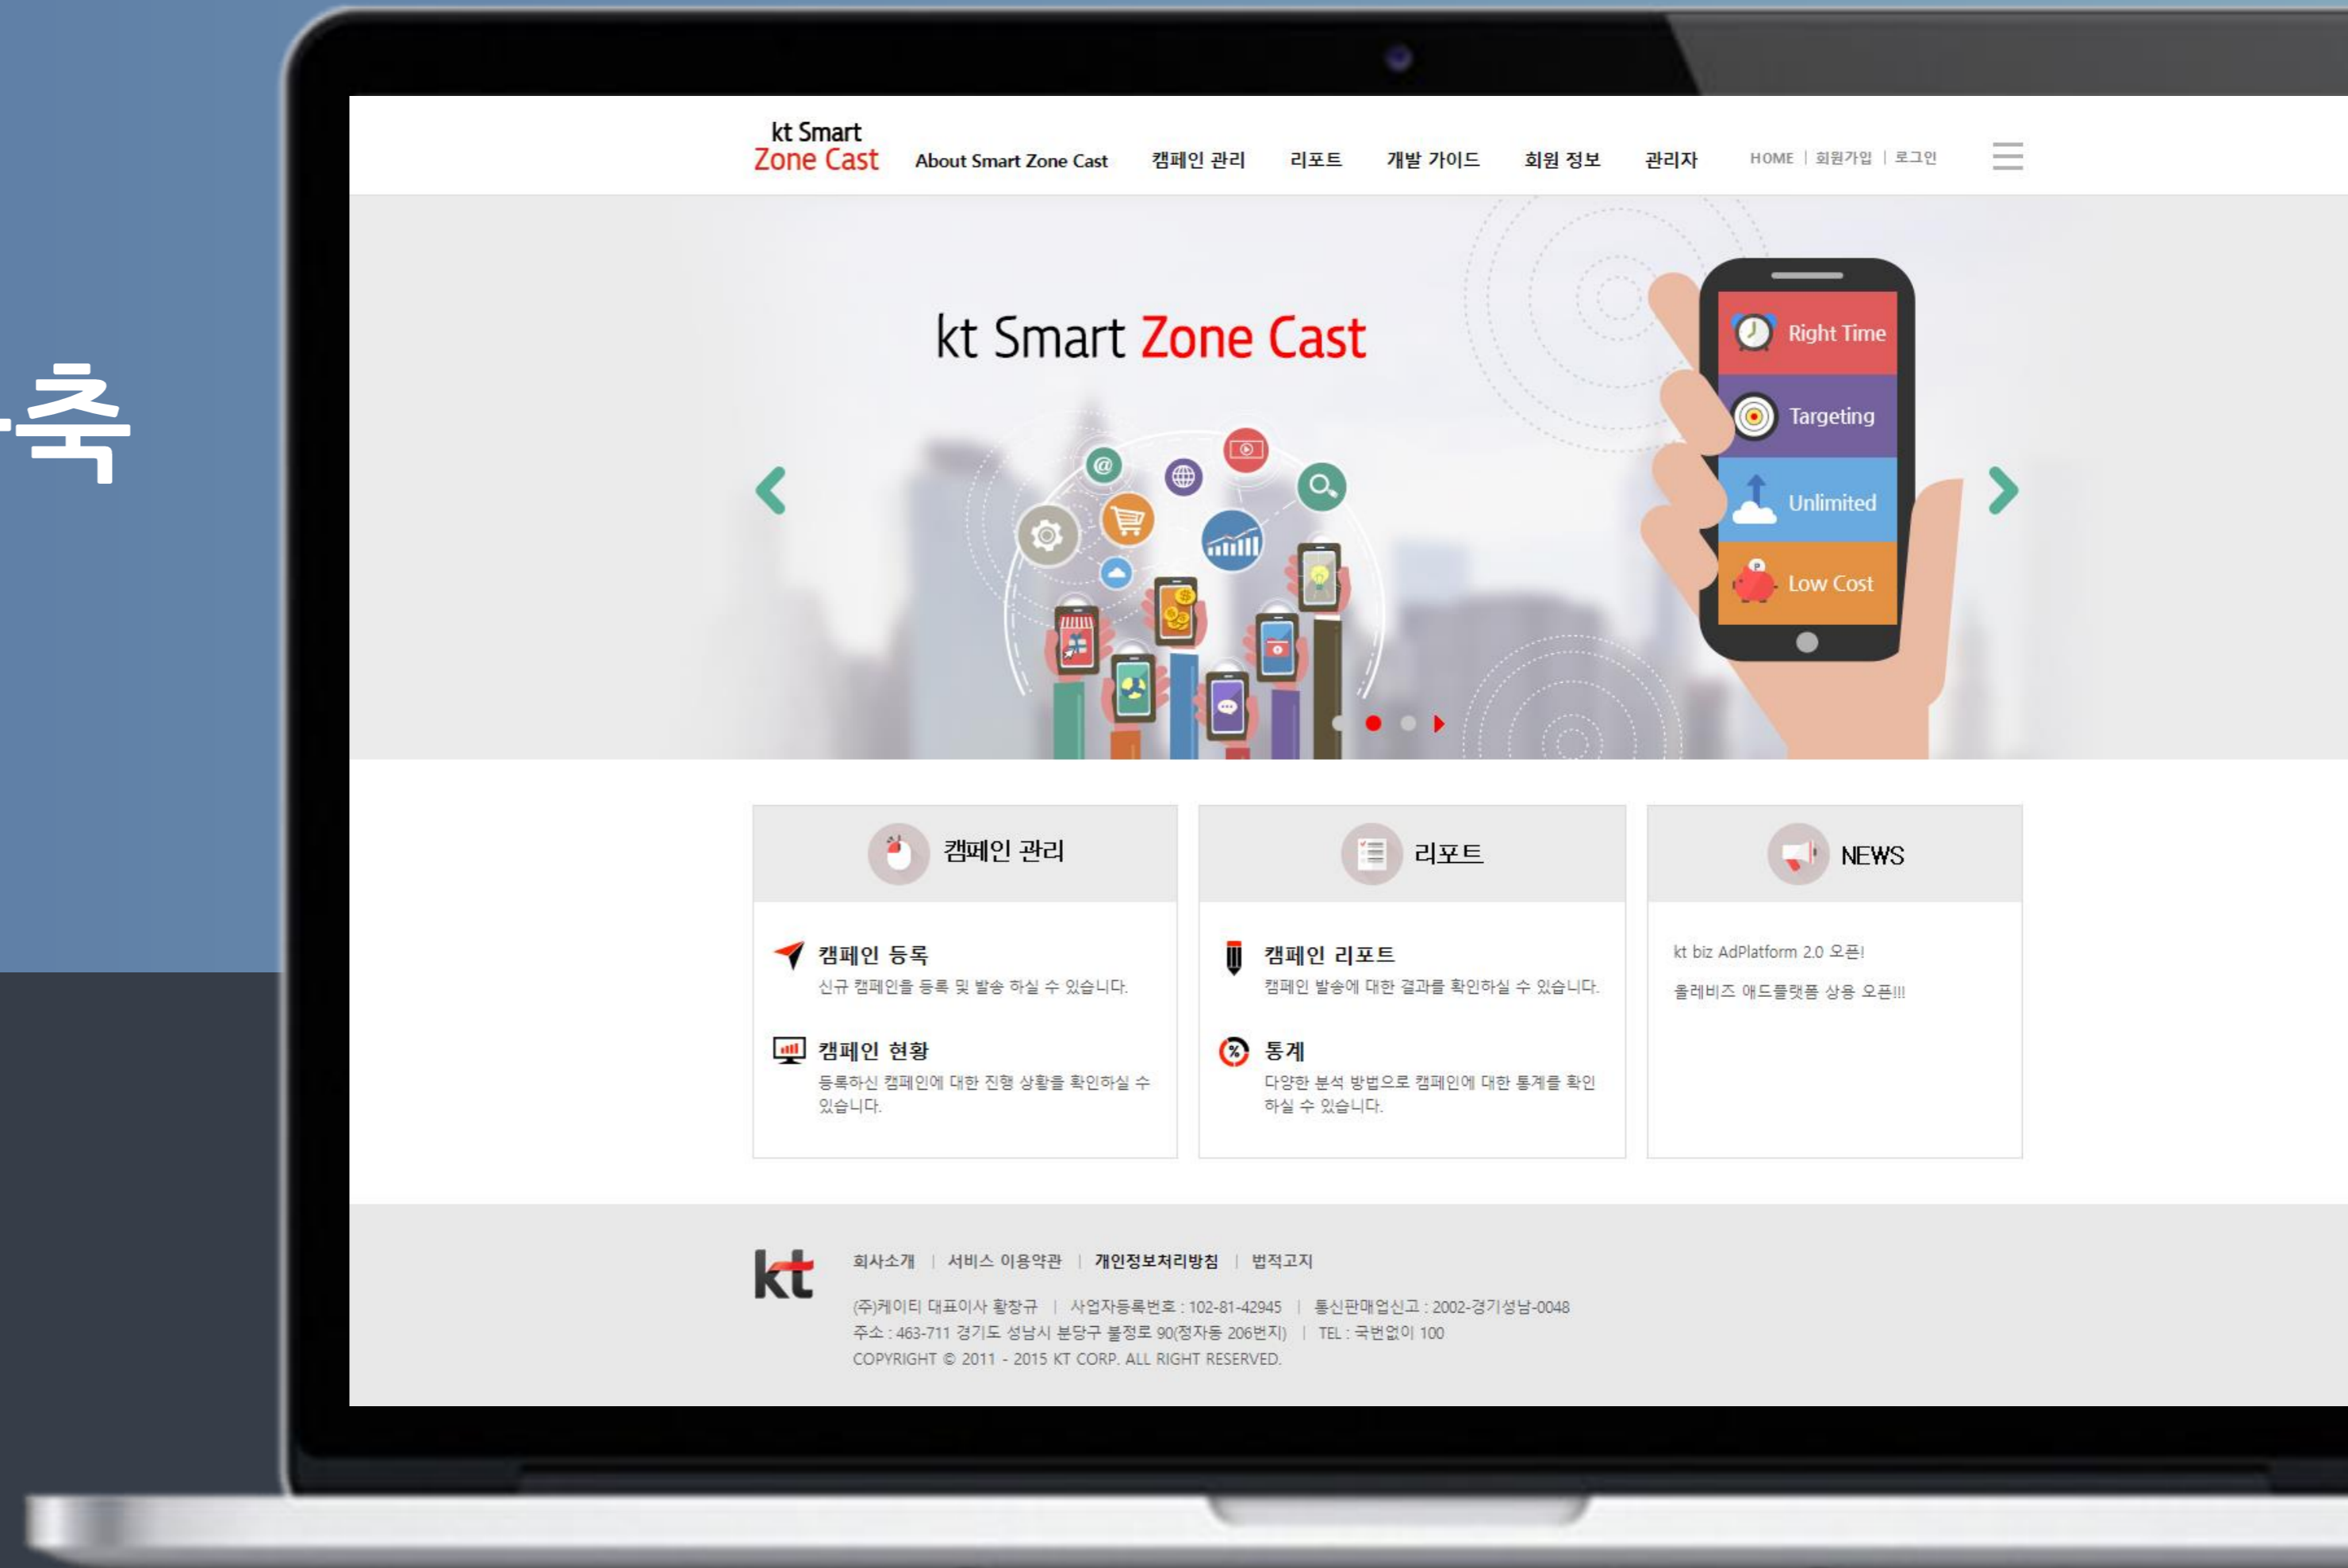 축
kt Smart
Zone Cast
About Smart Zone Cast 캠페인 관리 리포트 개발 가이드 회원 정보 관리자 HOME | 회원가입 | 로그인
kt Smart Zone Cast
Right Time
Targeting
Unlimited
Low Cost
캠페인 관리
캠페인 등록
신규 캠페인을 등록 및 발송 하실 수 있습니다.
캠페인 현황
등록하신 캠페인에 대한 진행 상황을 확인하실 수
있습니다.
리포트
캠페인 리포트
캠페인 발송에 대한 결과를 확인하실 수 있습니다.
통계
다양한 분석 방법으로 캠페인에 대한 통계를 확인
하실 수 있습니다.
NEWS
kt biz AdPlatform 2.0 오픈!
올레비즈 애드플랫폼 상용 오픈!!!
kt
회사소개 | 서비스 이용약관 | 개인정보처리방침 | 법적고지
(주)케이티 대표이사 황창규 | 사업자등록번호 : 102-81-42945 | 통신판매업신고 : 2002-경기성남-0048
주소 : 463-711 경기도 성남시 분당구 불정로 90(정자동 206번지) | TEL : 국번없이 100
COPYRIGHT © 2011 - 2015 KT CORP. ALL RIGHT RESERVED.